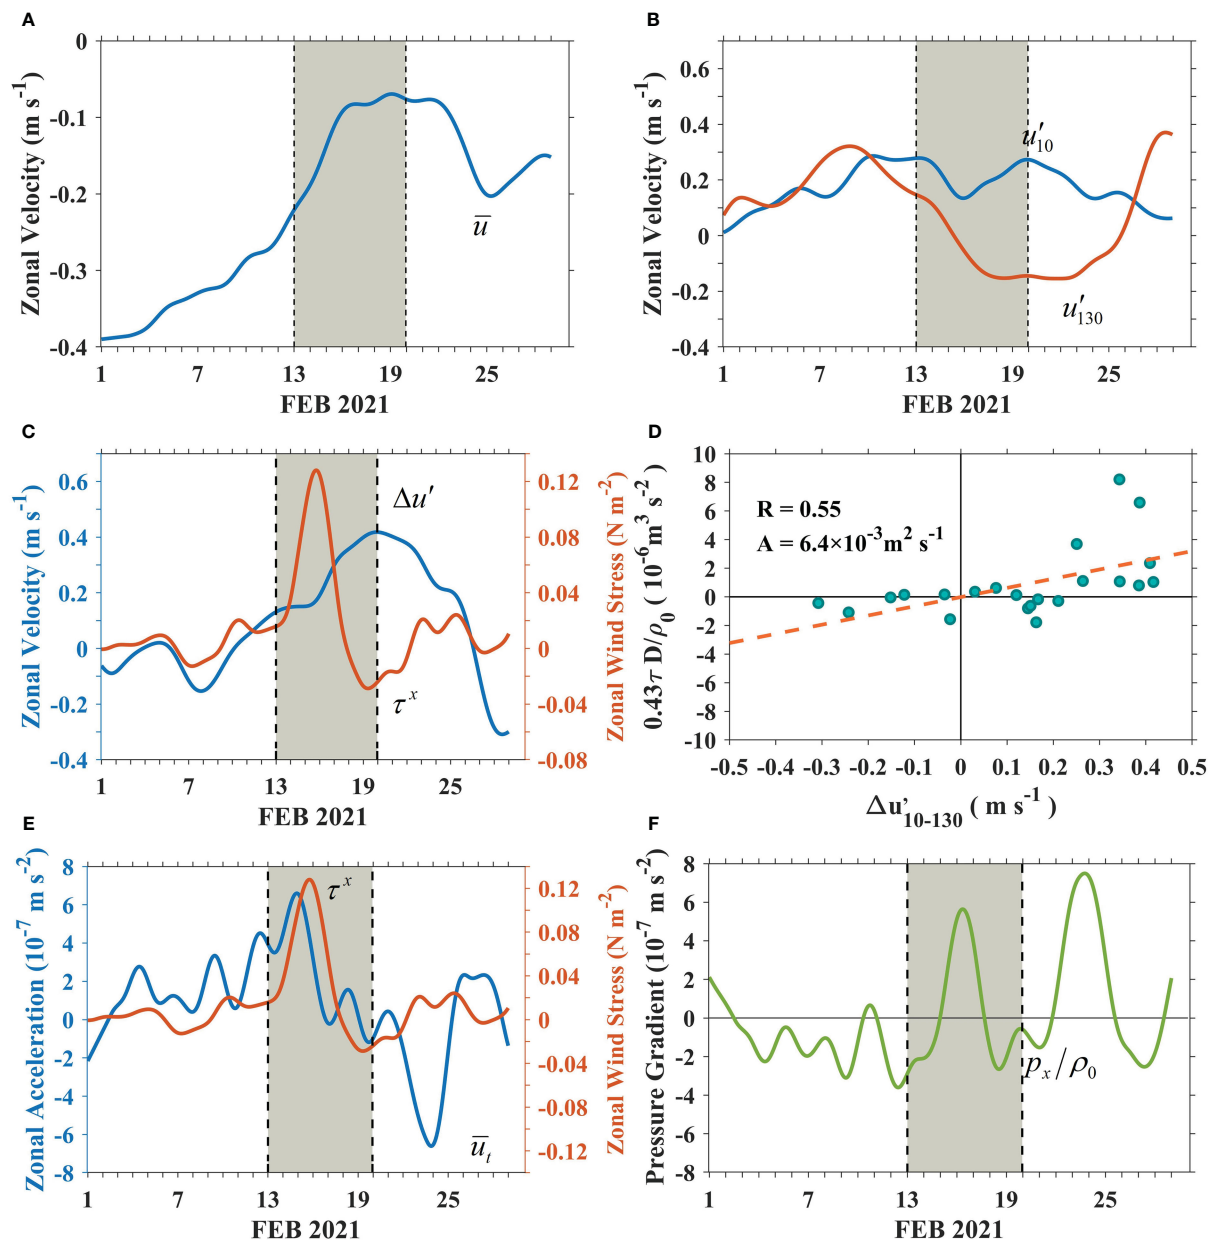 A
Zonal Velocity (m s-1)
0
-0.1
-0.2
-0.3
-0.4
u̅
1 7 13 19 25
FEB 2021
B
Zonal Velocity (m s-1)
0.6
0.4
0.2
0
-0.2
-0.4
u′10
u′130
1 7 13 19 25
FEB 2021
C
Zonal Velocity (m s-1)
0.6
0.4
0.2
0
-0.2
-0.4
Δu′
τx
0.12
0.08
0.04
0
-0.04
-0.08
Zonal Wind Stress (N m-2)
1 7 13 19 25
FEB 2021
D
0.43τ D/ρ0 ( 10-6m3 s-2)
10
8
6
4
2
0
-2
-4
-6
-8
-10
R = 0.55
A = 6.4×10-3m2 s-1
-0.5 -0.4 -0.3 -0.2 -0.1 0 0.1 0.2 0.3 0.4 0.5
Δu'10-130 ( m s-1 )
E
Zonal Acceleration (10-7 m s-2)
8
6
4
2
0
-2
-4
-6
-8
τx
u̅t
0.12
0.08
0.04
0
-0.04
-0.08
-0.12
Zonal Wind Stress (N m-2)
1 7 13 19 25
FEB 2021
F
Pressure Gradient (10-7 m s-2)
8
6
4
2
0
-2
-4
-6
-8
px/ρ0
1 7 13 19 25
FEB 2021